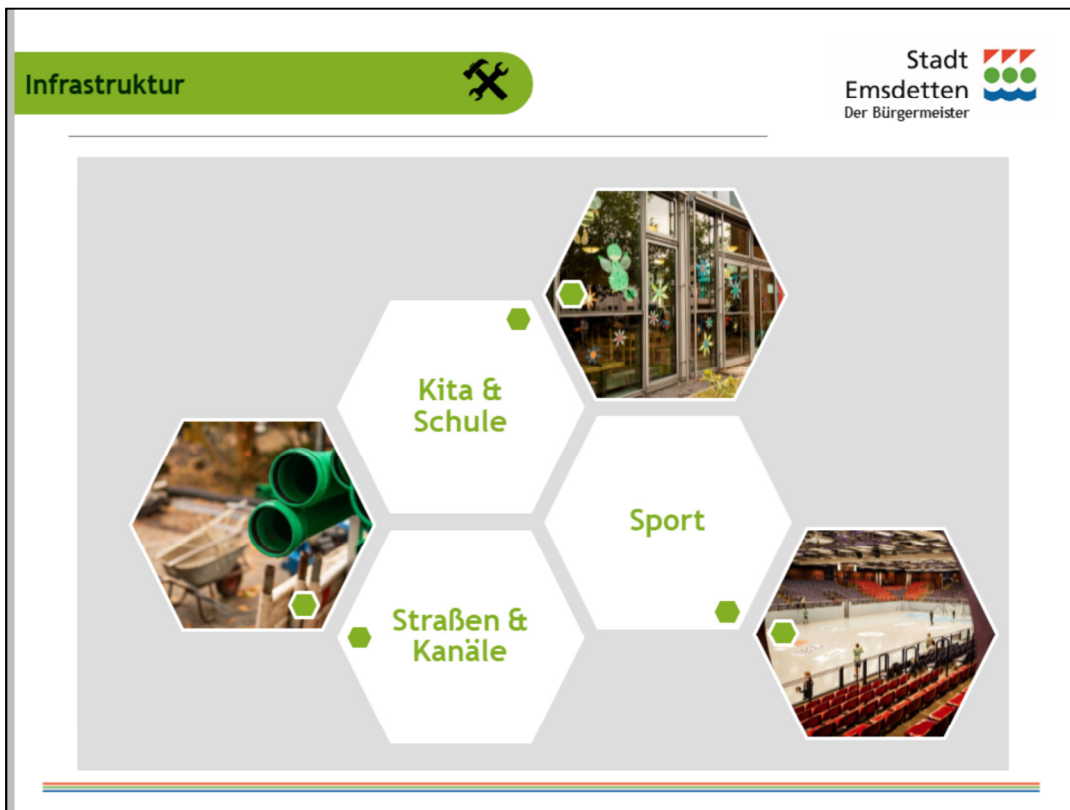 Infrastruktur
Stadt
Emsdetten
Der Bürgermeister
Kita &
Schule
Sport
Straßen &
Kanäle